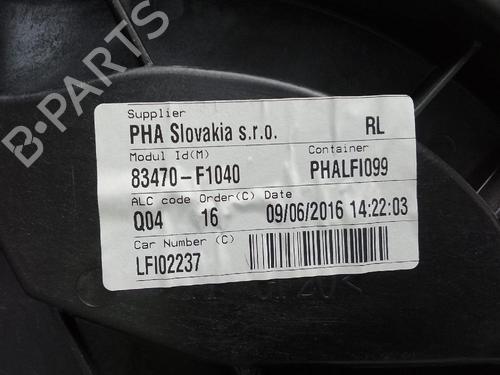 B-PARTS
Supplier
PHA Slovakia s.r.o. RL
Modul Id(M) Container
83470-F1040 PHALFI099
ALC code Order(C) Date
Q04 16 09/06/2016 14:22:03
Car Number (C)
LFI02237